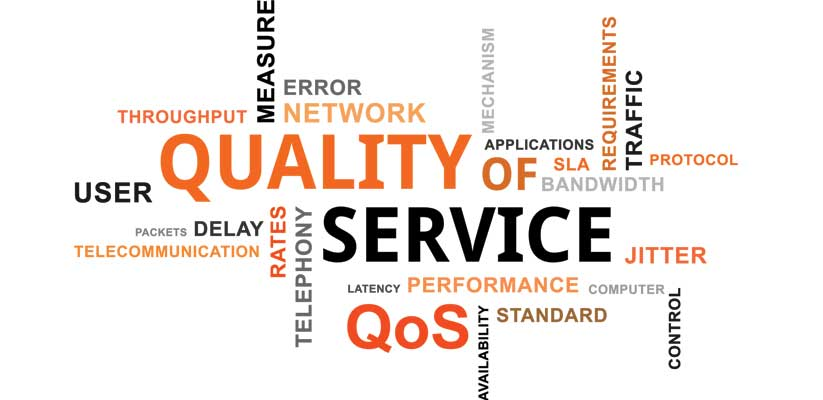 MEASURE
ERROR
NETWORK
THROUGHPUT
MECHANISM
REQUIREMENTS
TRAFFIC
QUALITY
OF
APPLICATIONS
SLA
PROTOCOL
BANDWIDTH
USER
PACKETS
DELAY
TELECOMMUNICATION
RATES
TELEPHONY
SERVICE
JITTER
LATENCY
PERFORMANCE
COMPUTER
QoS
AVAILABILITY
STANDARD
CONTROL